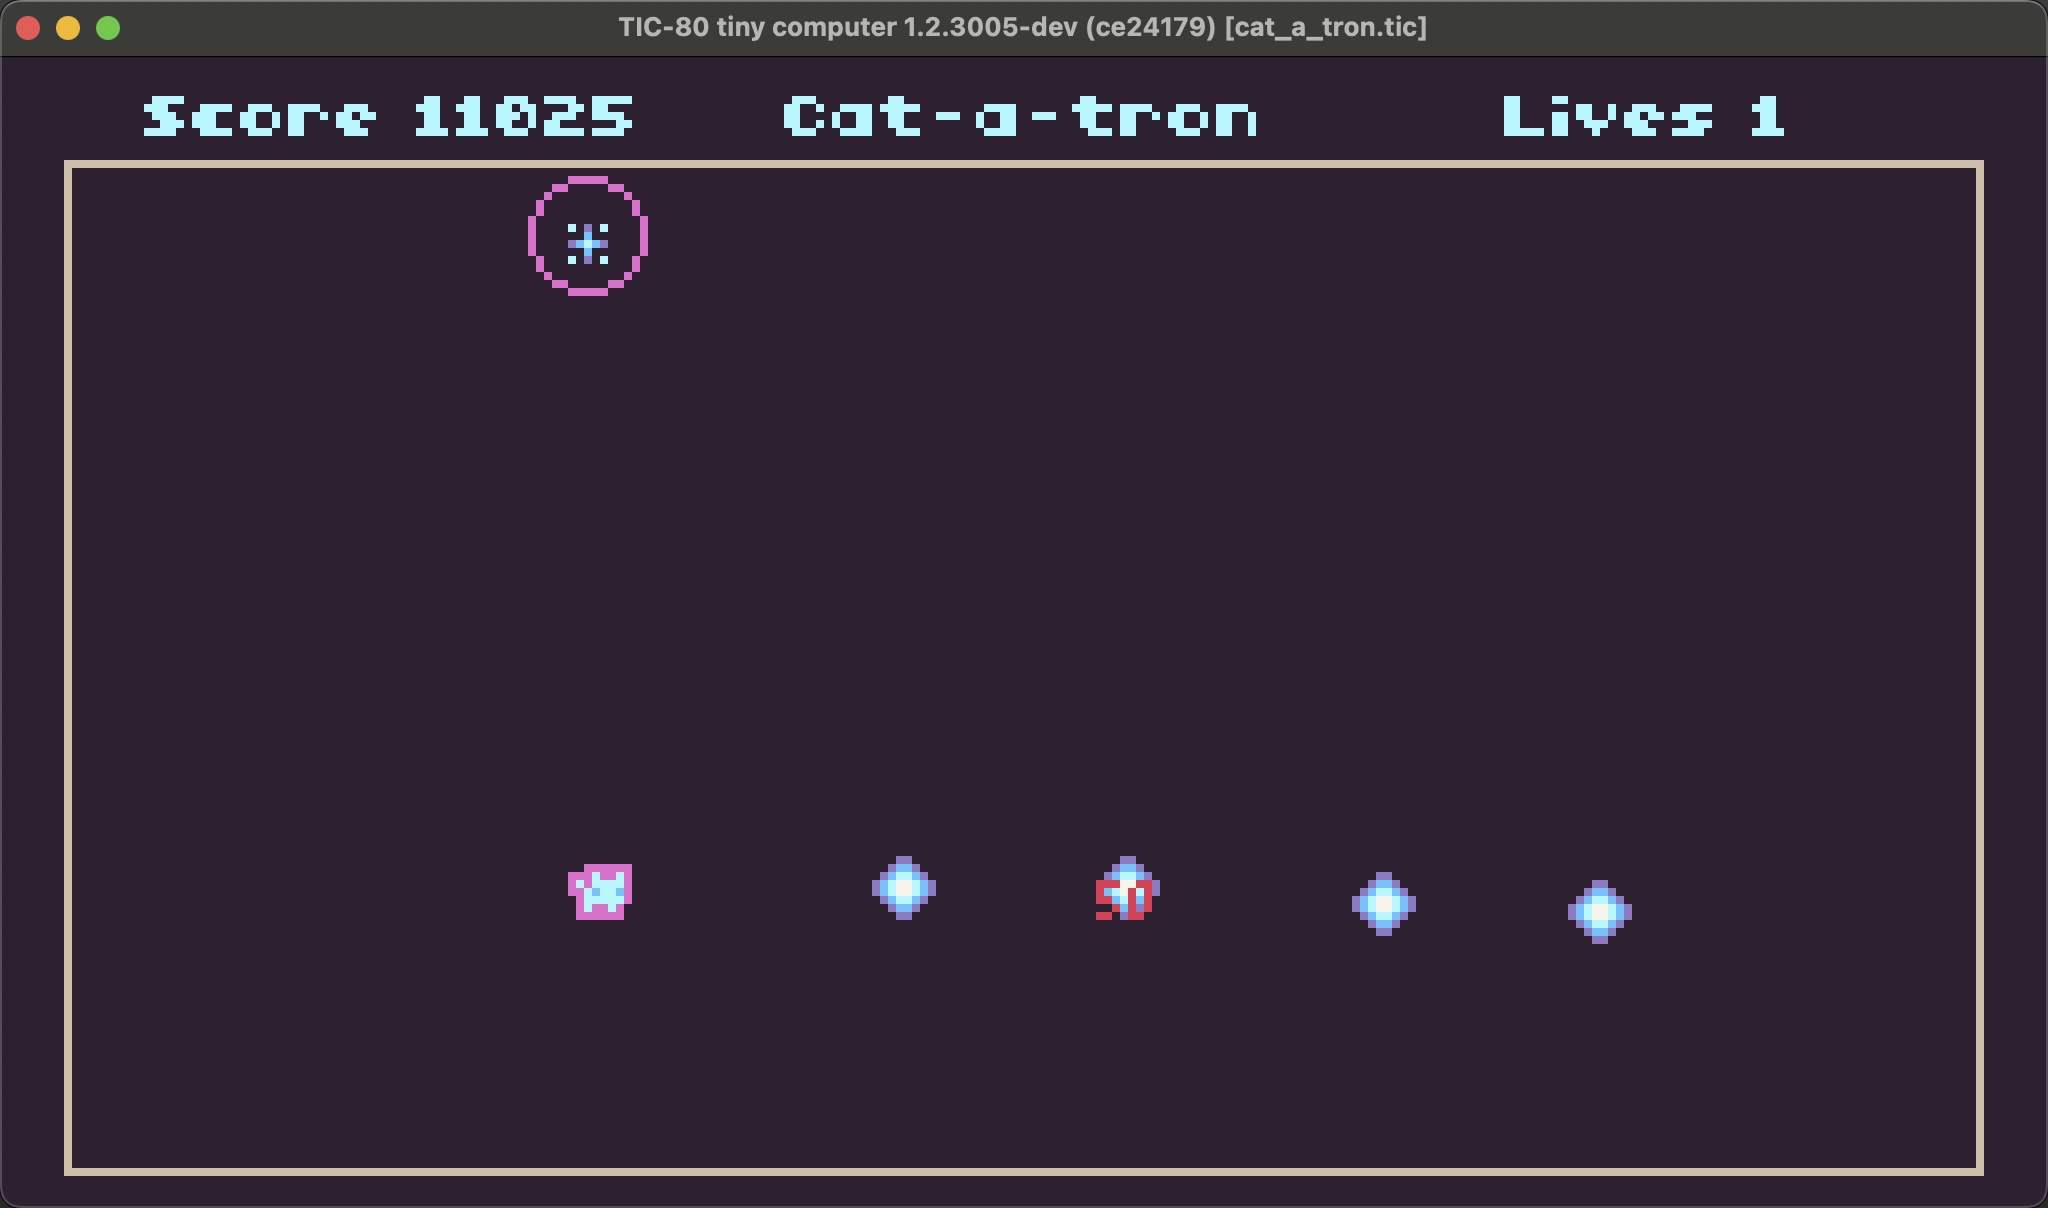 TIC-80 tiny computer 1.2.3005-dev (ce24179) [cat_a_tron.tic]
Score 11025 Cat-a-tron Lives 1
50